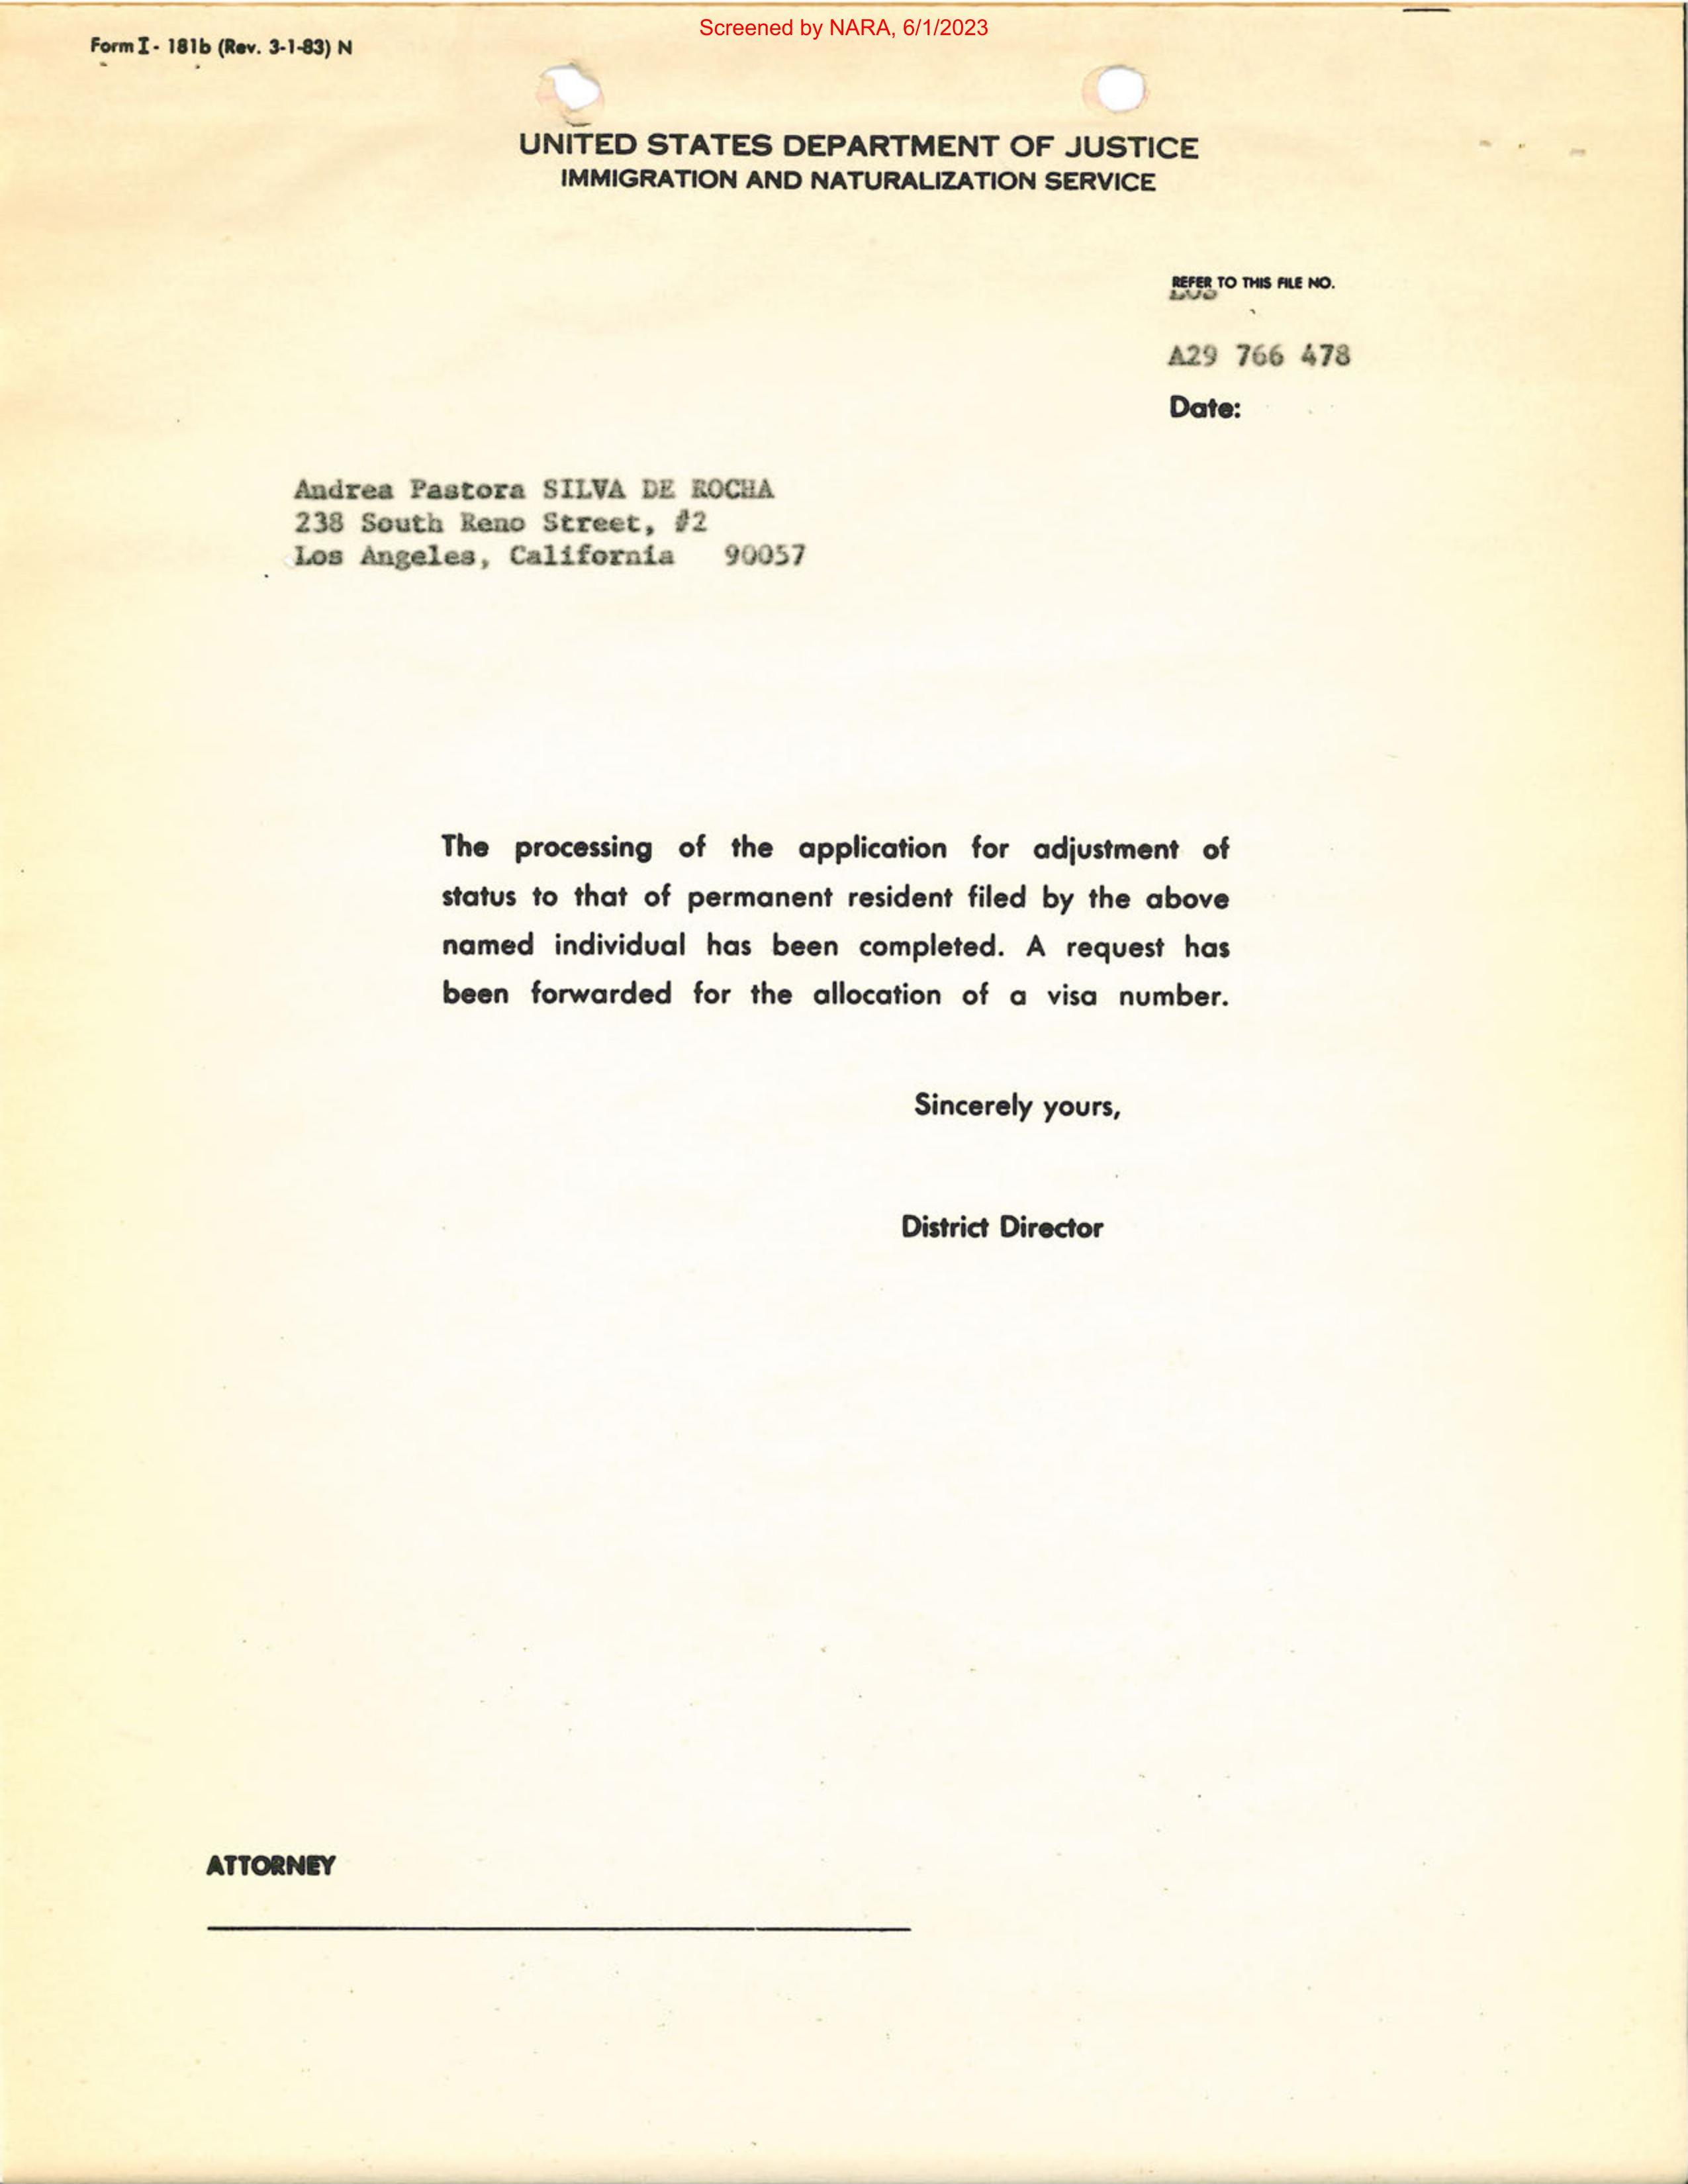 Screened by NARA, 6/1/2023
Form I - 181b (Rev. 3-1-83) N
UNITED STATES DEPARTMENT OF JUSTICE
IMMIGRATION AND NATURALIZATION SERVICE
REFER TO THIS FILE NO.
A29 766 478
Date:
Andrea Pastora SILVA DE ROCHA
238 South Reno Street, #2
Los Angeles, California 90057
The processing of the application for adjustment of
status to that of permanent resident filed by the above
named individual has been completed. A request has
been forwarded for the allocation of a visa number.
Sincerely yours,
District Director
ATTORNEY